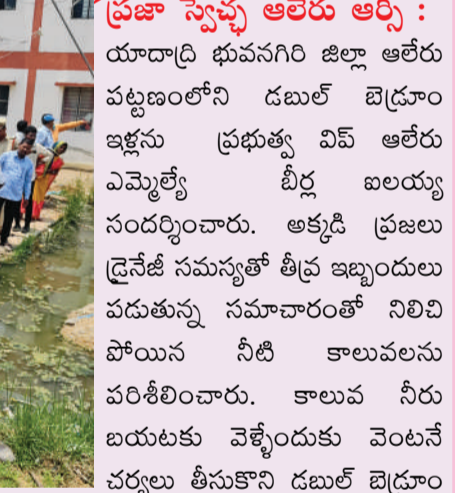 ప్రజా స్వేచ్ఛ ఆలేరు ఆర్సి :
యాదాద్రి భువనగిరి జిల్లా ఆలేరు
పట్టణంలోని డబుల్ బెడ్రూం
ఇళ్లను ప్రభుత్వ విప్ ఆలేరు
ఎమ్మెల్యే బీర్ల ఐలయ్య
సందర్శించారు. అక్కడి ప్రజలు
డ్రైనేజీ సమస్యతో తీవ్ర ఇబ్బందులు
పడుతున్న సమాచారంతో నిలిచి
పోయిన నీటి కాలువలను
పరిశీలించారు. కాలువ నీరు
బయటకు వెళ్ళేందుకు వెంటనే
చర్యలు తీసుకొని డబుల్ బెడ్రూం